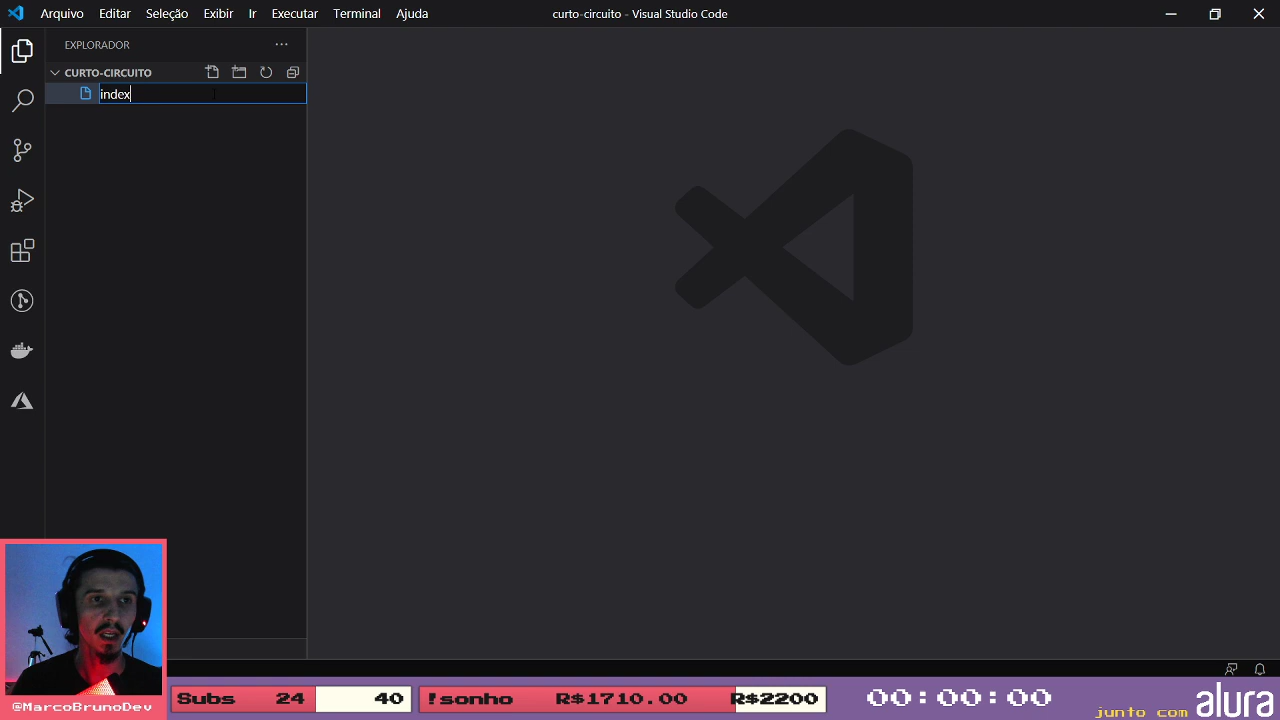 Arquivo Editar Seleção Exibir Ir Executar Terminal Ajuda
curto-circuito - Visual Studio Code
EXPLORADOR
CURTO-CIRCUITO
index
@MarcoBrunoDev
Subs 24 40
!sonho R$1710.00 R$2200
00:00:00
junto com alura